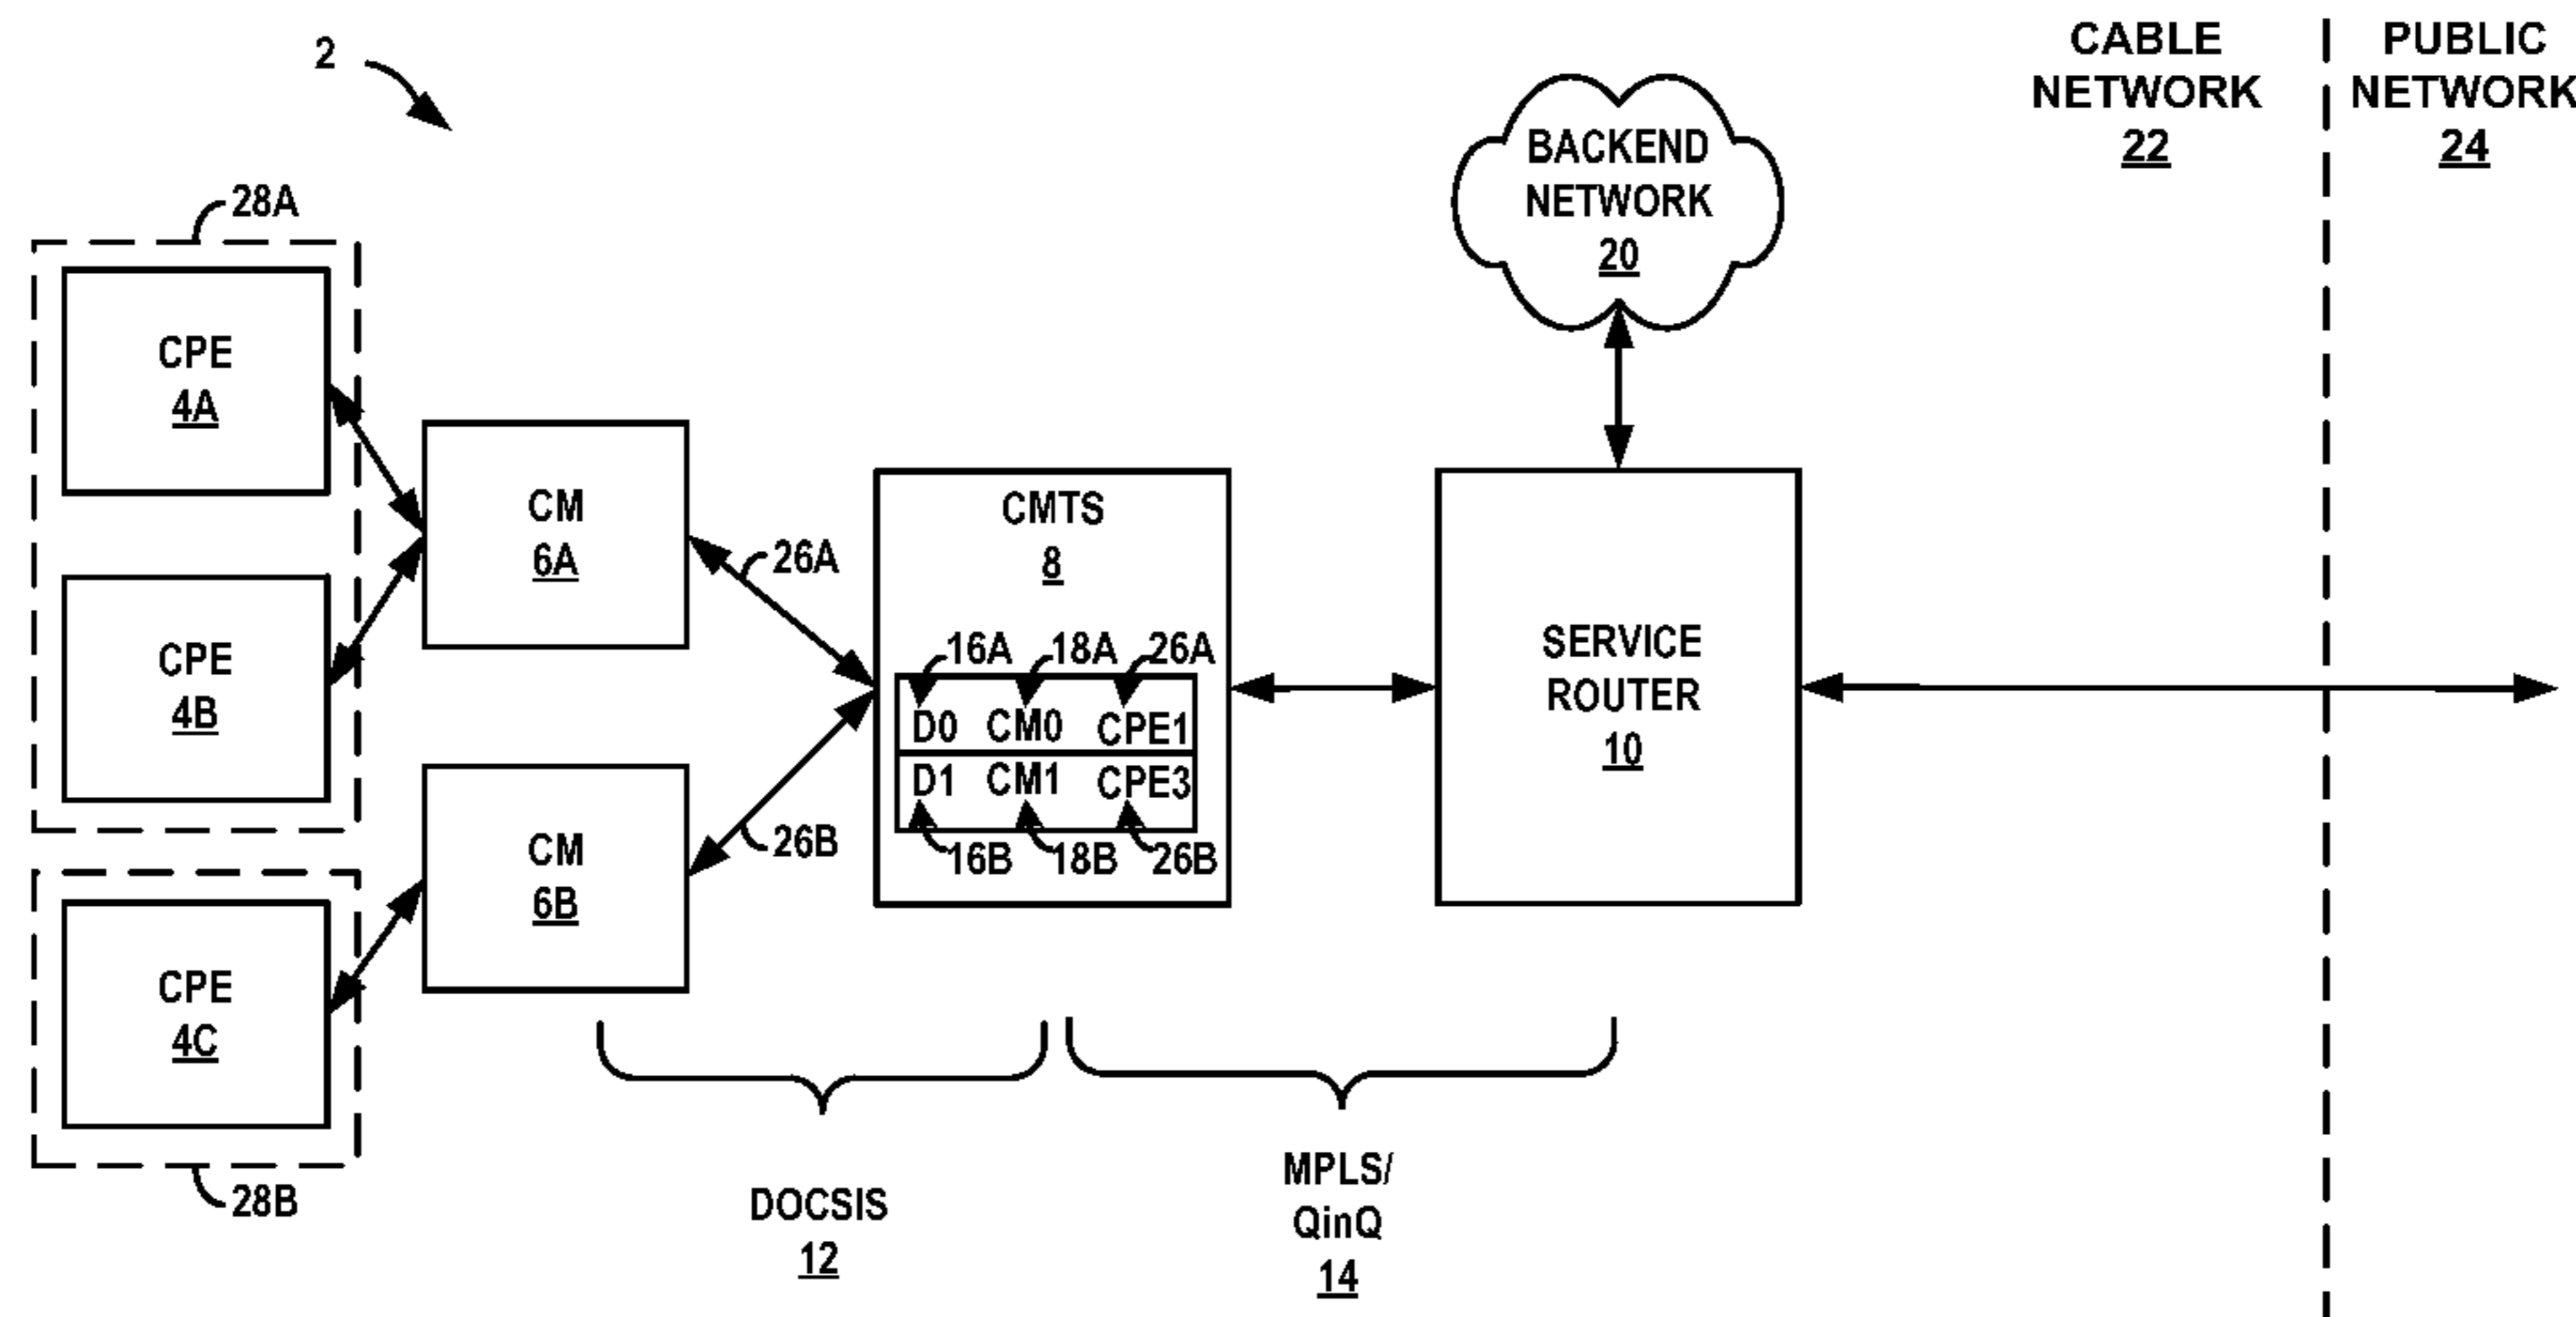 2
CABLE
NETWORK
22
PUBLIC
NETWORK
24
BACKEND
NETWORK
20
28A
CPE
4A
CPE
4B
CPE
4C
28B
CM
6A
CM
6B
26A
26B
CMTS
8
16A 18A 26A
D0 CM0 CPE1
D1 CM1 CPE3
16B 18B 26B
SERVICE
ROUTER
10
DOCSIS
12
MPLS/
QinQ
14